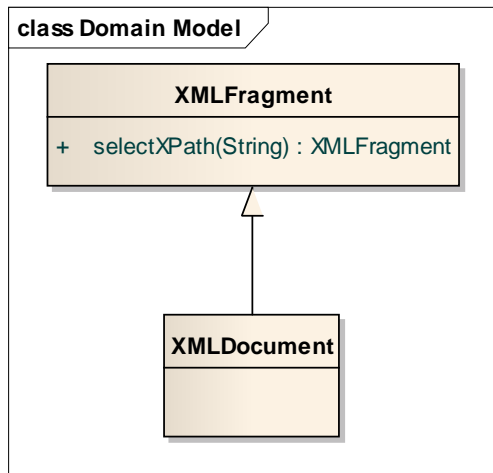 class Domain Model
XMLFragment
+ selectXPath(String) : XMLFragment
XMLDocument